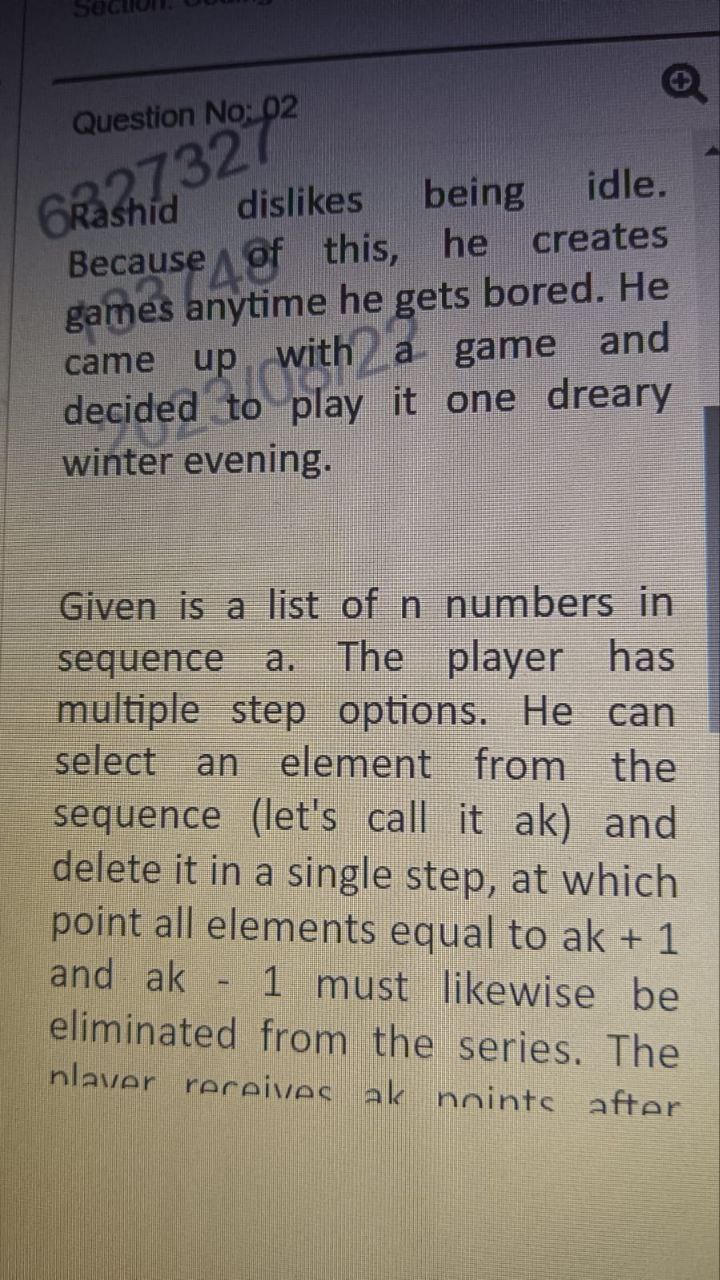 Section:
Question No: 02
6327327
Rashid dislikes being idle.
Because of this, he creates
games anytime he gets bored. He
came up with a game and
decided to play it one dreary
winter evening.
Given is a list of n numbers in
sequence a. The player has
multiple step options. He can
select an element from the
sequence (let's call it ak) and
delete it in a single step, at which
point all elements equal to ak + 1
and ak - 1 must likewise be
eliminated from the series. The
player receives ak points after